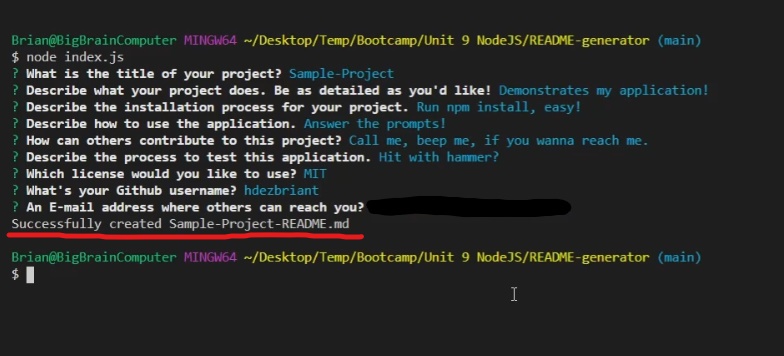 Brian@BigBrainComputer MINGW64 ~/Desktop/Temp/Bootcamp/Unit 9 NodeJS/README-generator (main)
$ node index.js
? What is the title of your project? Sample-Project
? Describe what your project does. Be as detailed as you'd like! Demonstrates my application!
? Describe the installation process for your project. Run npm install, easy!
? Describe how to use the application. Answer the prompts!
? How can others contribute to this project? Call me, beep me, if you wanna reach me.
? Describe the process to test this application. Hit with hammer?
? Which license would you like to use? MIT
? What's your Github username? hdezbriant
? An E-mail address where others can reach you?
Successfully created Sample-Project-README.md
Brian@BigBrainComputer MINGW64 ~/Desktop/Temp/Bootcamp/Unit 9 NodeJS/README-generator (main)
$